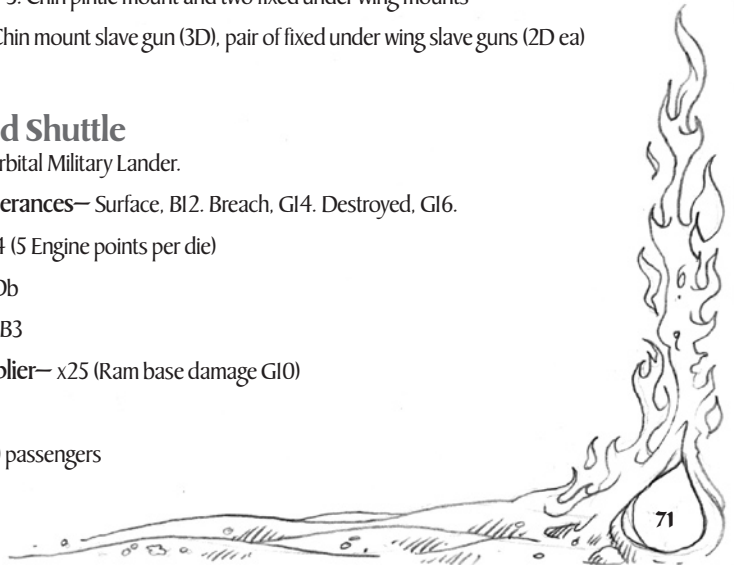 3. Chin pintle mount and two fixed under wing mounts
Chin mount slave gun (3D), pair of fixed under wing slave guns (2D ea)
d Shuttle
rbital Military Lander.
erances— Surface, B12. Breach, G14. Destroyed, G16.
4 (5 Engine points per die)
Db
B3
plier— x25 (Ram base damage G10)
passengers
71